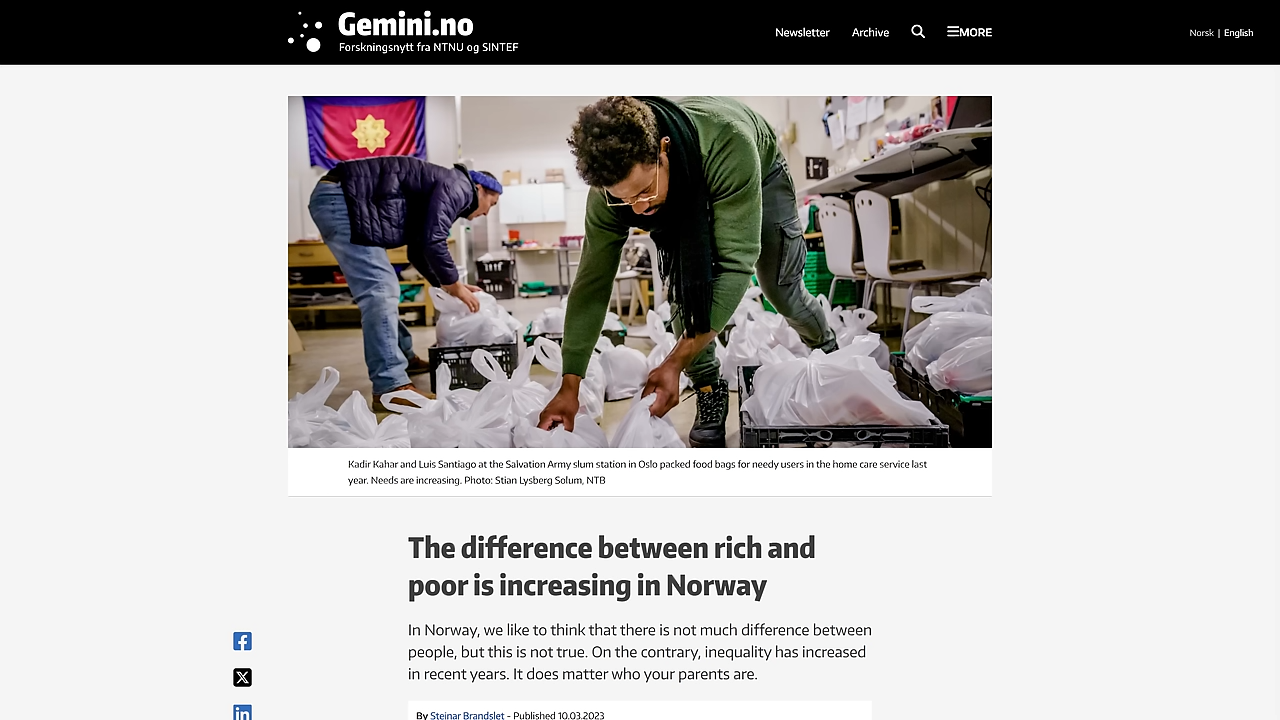 Gemini.no
Forskningsnytt fra NTNU og SINTEF
Newsletter
Archive
MORE
Norsk | English
Kadir Kahar and Luis Santiago at the Salvation Army slum station in Oslo packed food bags for needy users in the home care service last
year. Needs are increasing. Photo: Stian Lysberg Solum, NTB
The difference between rich and
poor is increasing in Norway
In Norway, we like to think that there is not much difference between
people, but this is not true. On the contrary, inequality has increased
in recent years. It does matter who your parents are.
By Steinar Brandslet - Published 10.03.2023